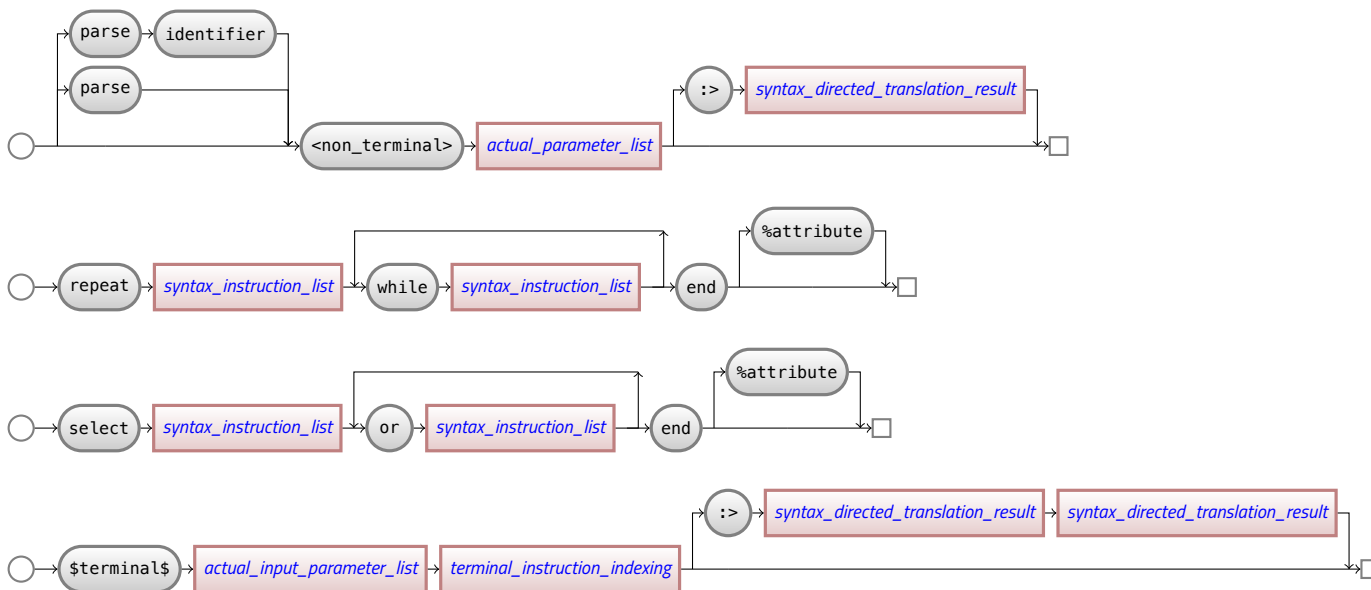 parse identifier
parse :> syntax_directed_translation_result
<non_terminal> actual_parameter_list
%attribute
repeat syntax_instruction_list while syntax_instruction_list end
%attribute
select syntax_instruction_list or syntax_instruction_list end
:> syntax_directed_translation_result syntax_directed_translation_result
$terminal$ actual_input_parameter_list terminal_instruction_indexing